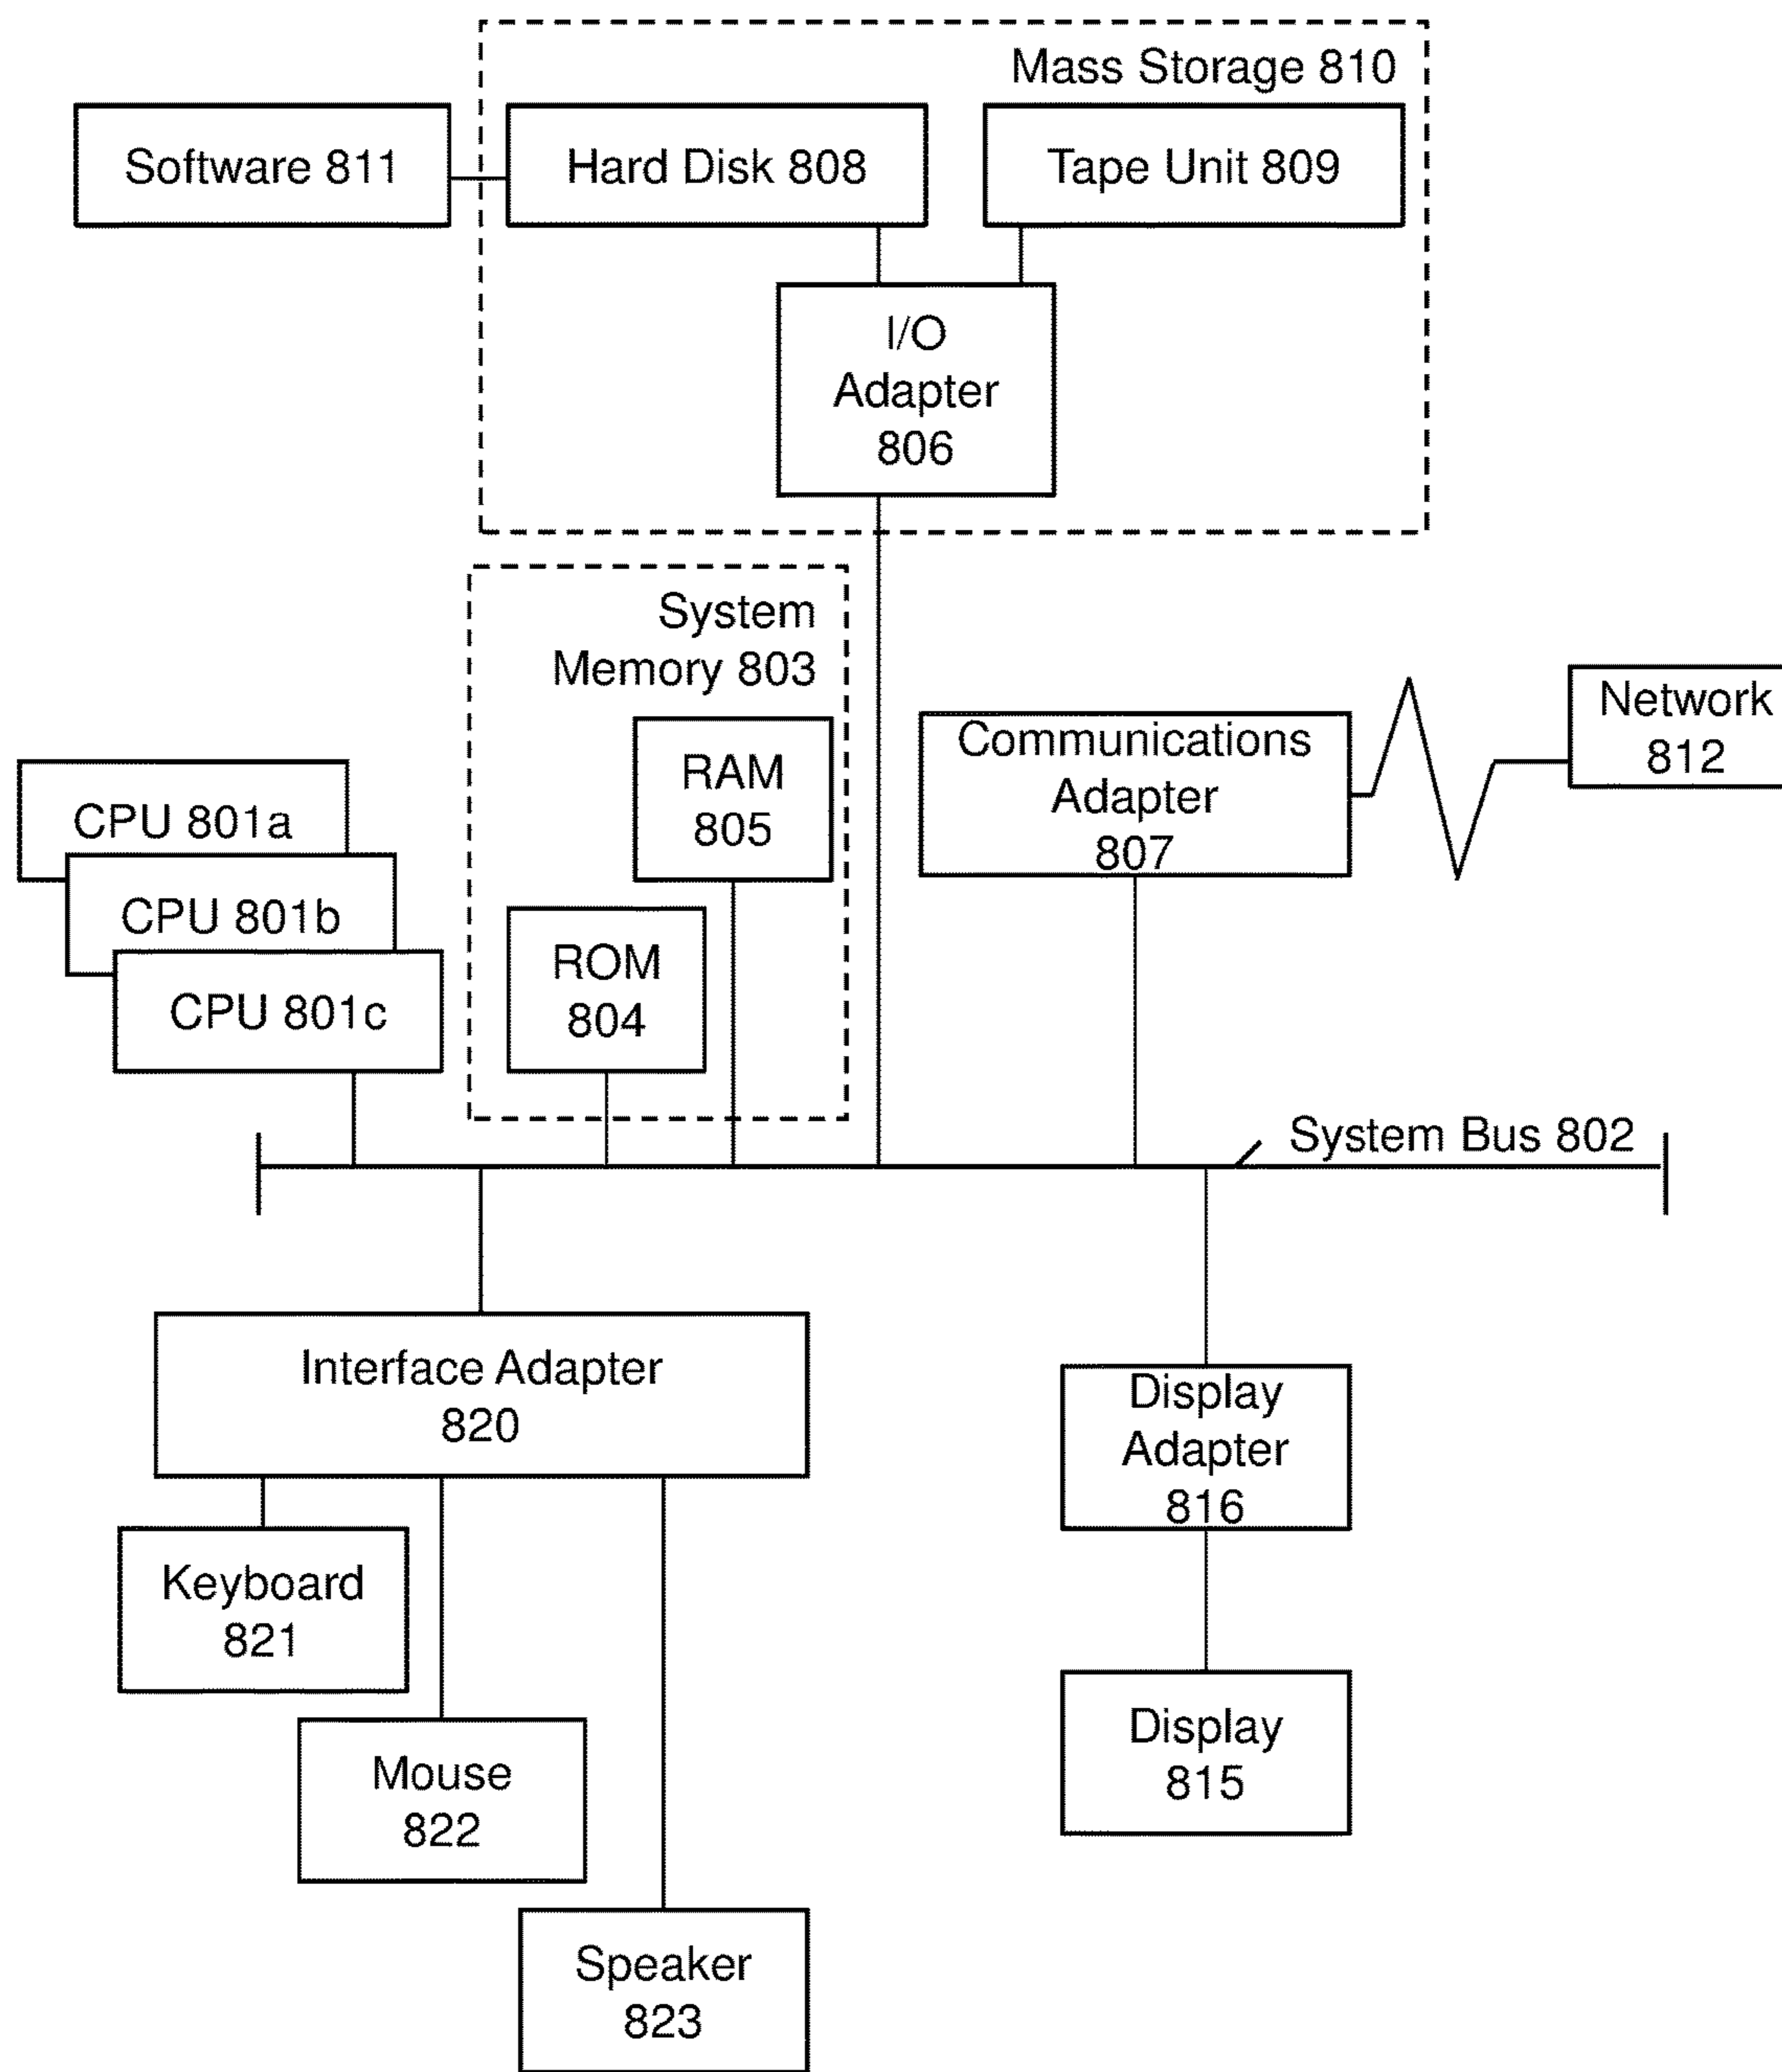 Mass Storage 810
Software 811
Hard Disk 808
Tape Unit 809
I/O
Adapter
806
System
Memory 803
RAM
805
ROM
804
Communications
Adapter
807
Network
812
CPU 801a
CPU 801b
CPU 801c
System Bus 802
Interface Adapter
820
Display
Adapter
816
Keyboard
821
Mouse
822
Speaker
823
Display
815